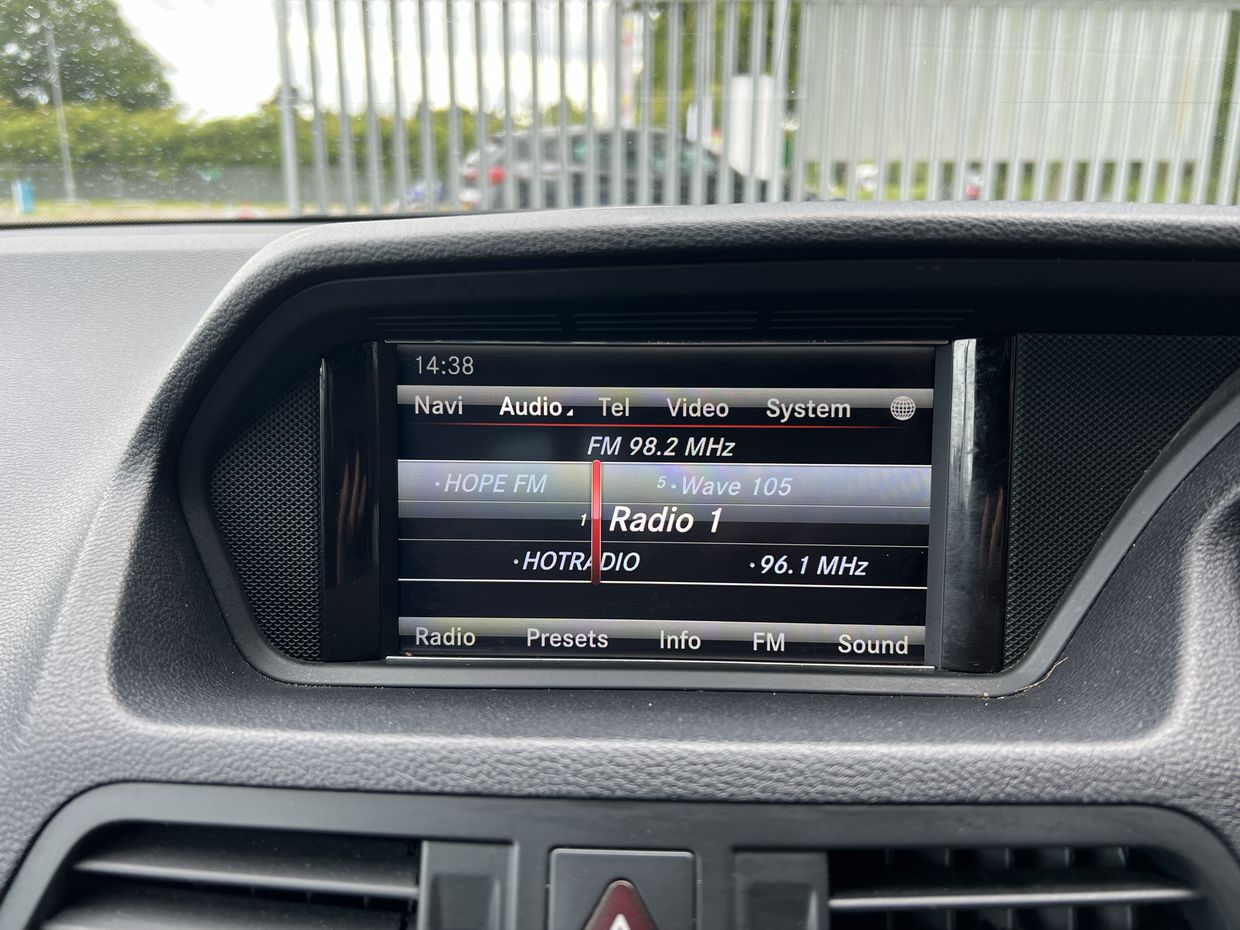 14:38
Navi Audio Tel Video System
FM 98.2 MHz
·HOPE FM 5·Wave 105
1 Radio 1
·HOTRADIO ·96.1 MHz
Radio Presets Info FM Sound